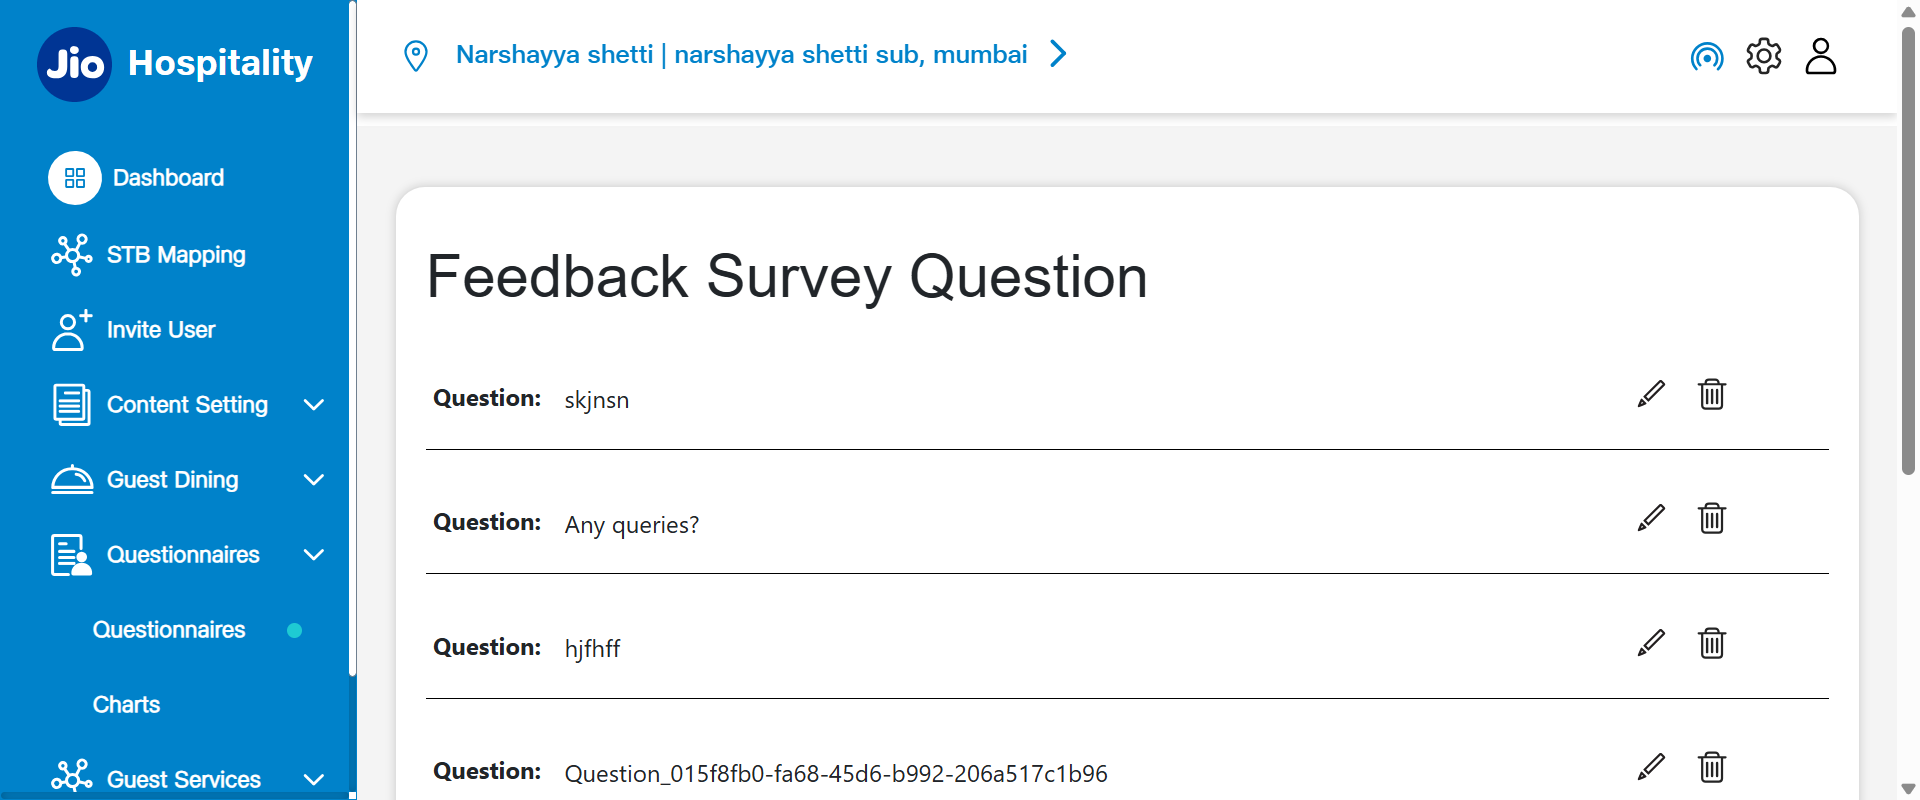 Jio Hospitality
Dashboard
STB Mapping
Invite User
Content Setting
Guest Dining
Questionnaires
Questionnaires
Charts
Guest Services
Narshayya shetti | narshayya shetti sub, mumbai
Feedback Survey Question
Question: skjnsn
Question: Any queries?
Question: hjfhff
Question: Question_015f8fb0-fa68-45d6-b992-206a517c1b96